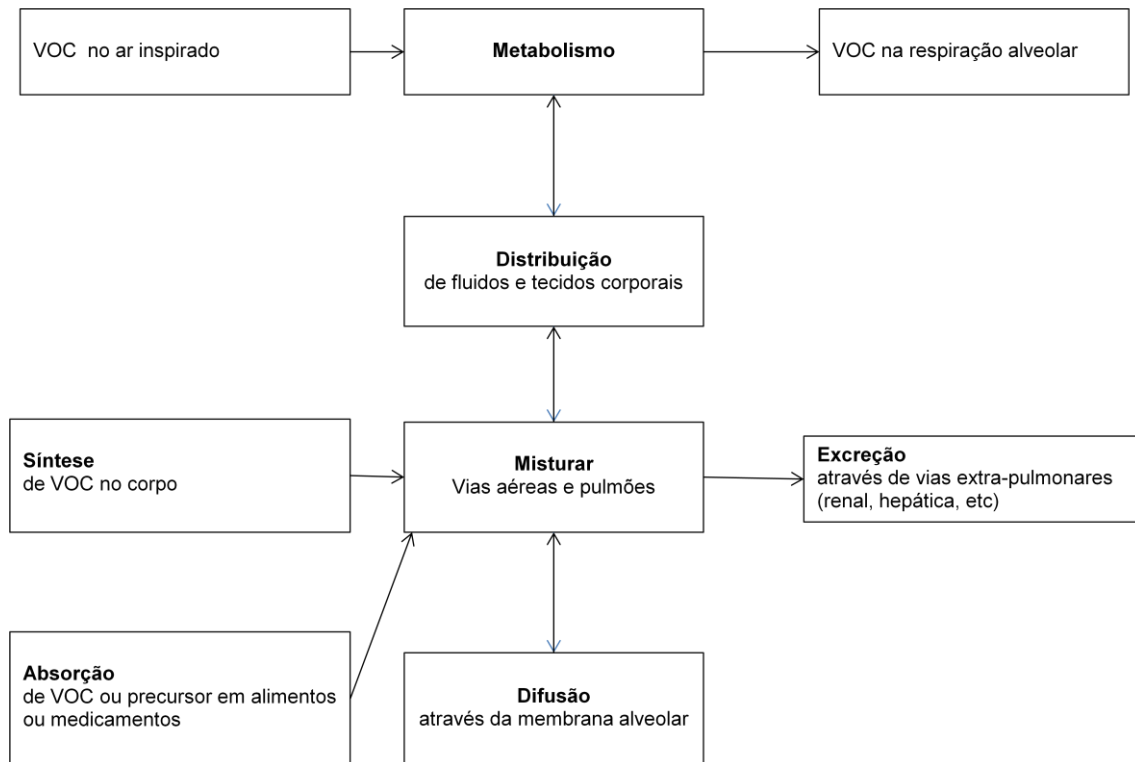 VOC no ar inspirado
Metabolismo
VOC na respiração alveolar
Distribuição
de fluidos e tecidos corporais
Síntese
de VOC no corpo
Misturar
Vias aéreas e pulmões
Excreção
através de vias extra-pulmonares
(renal, hepática, etc)
Absorção
de VOC ou precursor em alimentos
ou medicamentos
Difusão
através da membrana alveolar